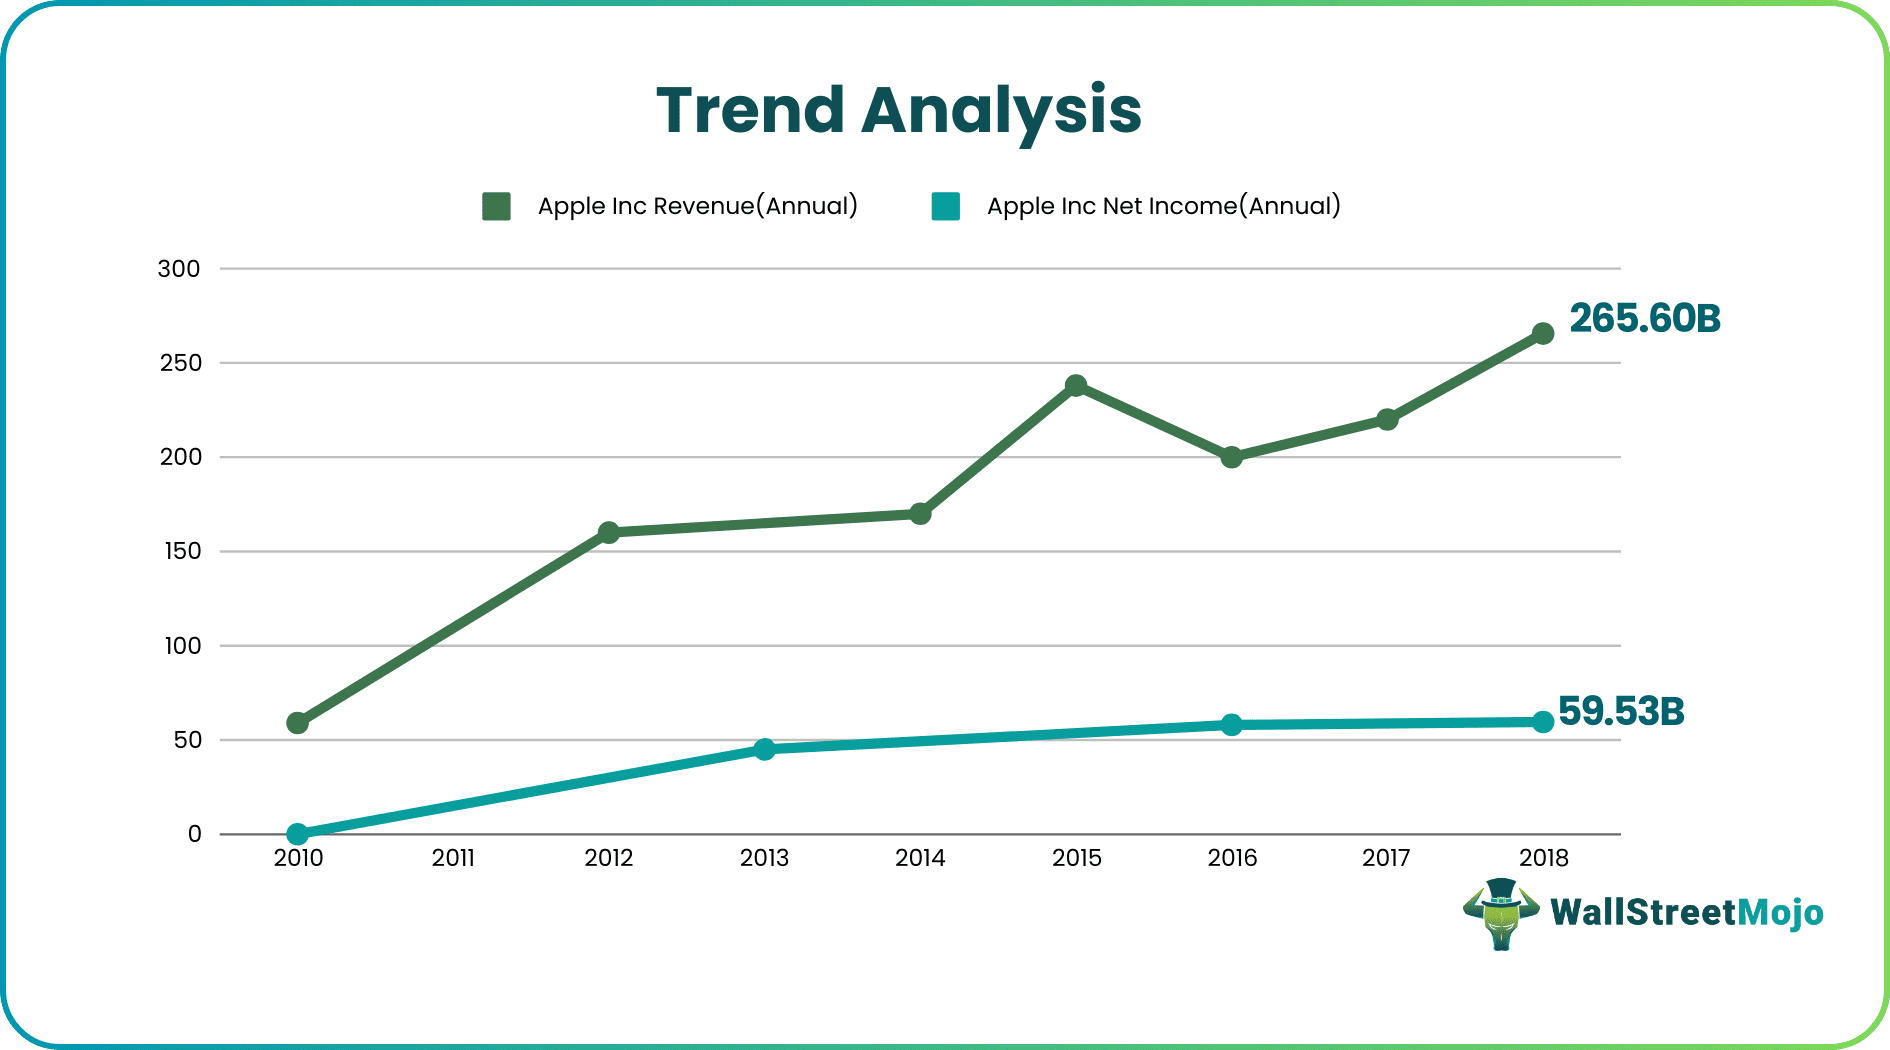 Trend Analysis
Apple Inc Revenue(Annual) Apple Inc Net Income(Annual)
300
265.60B
250
200
150
100
59.53B
50
0
2010 2011 2012 2013 2014 2015 2016 2017 2018
WallStreetMojo